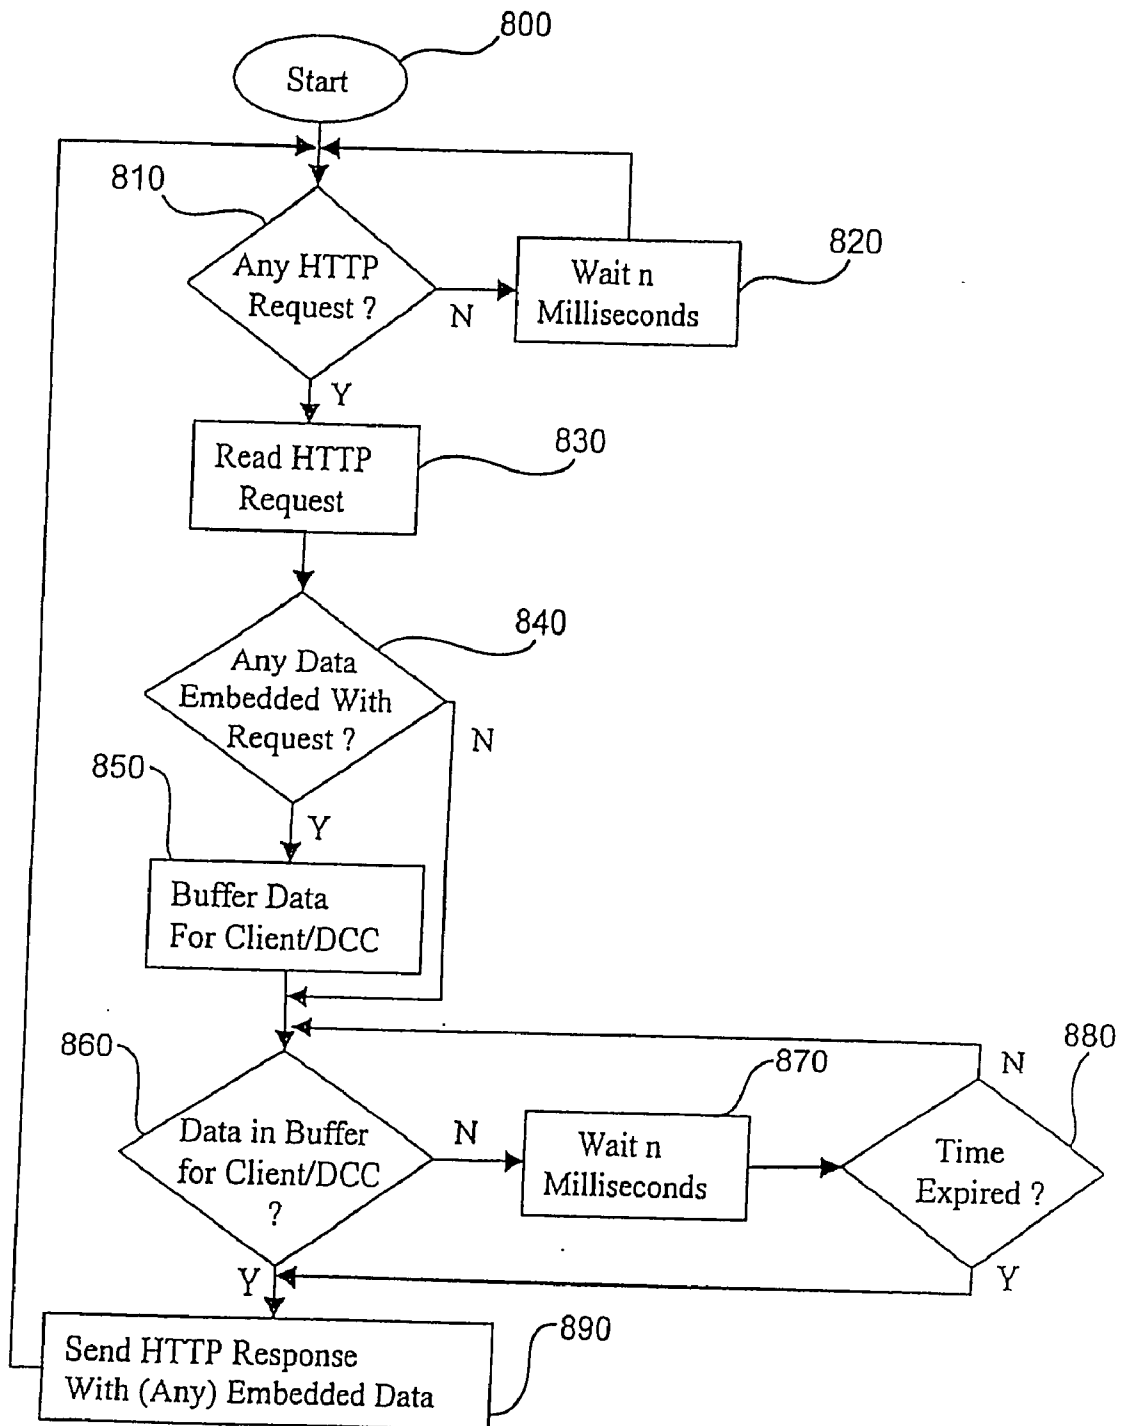 800
Start
810
Any HTTP
Request ?
N
Wait n
Milliseconds
820
Y
Read HTTP
Request
830
840
Any Data
Embedded With
Request ?
N
850
Y
Buffer Data
For Client/DCC
860
Data in Buffer
for Client/DCC
?
N
870
Wait n
Milliseconds
880
N
Time
Expired ?
Y
Y
890
Send HTTP Response
With (Any) Embedded Data